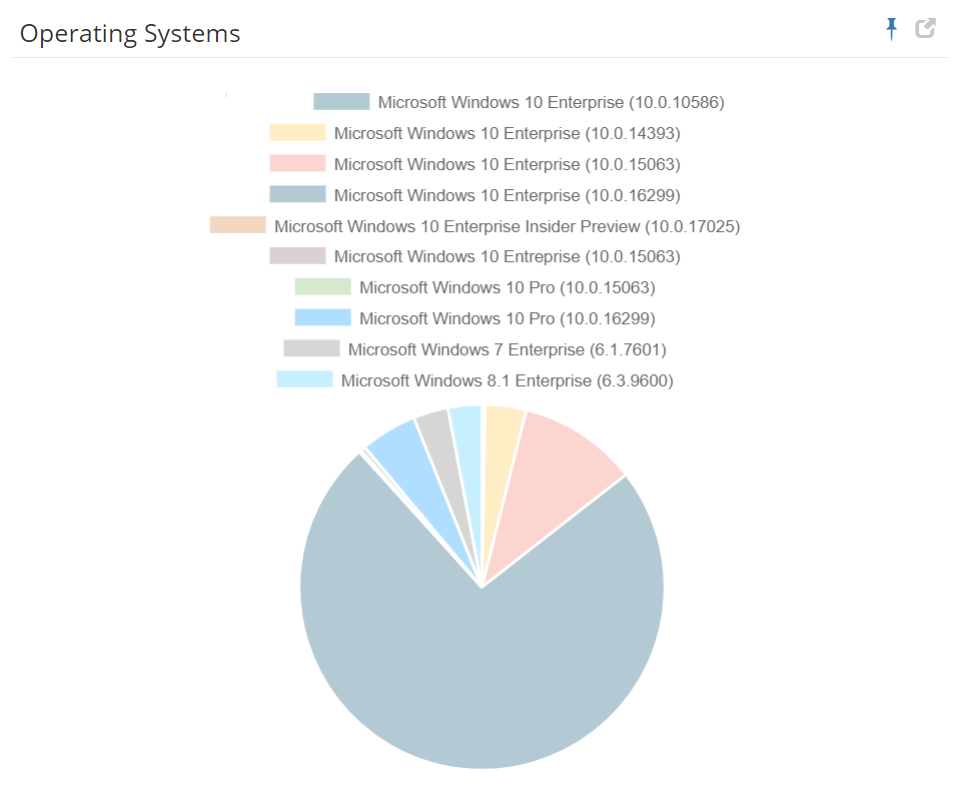 Operating Systems
Microsoft Windows 10 Enterprise (10.0.10586)
Microsoft Windows 10 Enterprise (10.0.14393)
Microsoft Windows 10 Enterprise (10.0.15063)
Microsoft Windows 10 Enterprise (10.0.16299)
Microsoft Windows 10 Enterprise Insider Preview (10.0.17025)
Microsoft Windows 10 Entreprise (10.0.15063)
Microsoft Windows 10 Pro (10.0.15063)
Microsoft Windows 10 Pro (10.0.16299)
Microsoft Windows 7 Enterprise (6.1.7601)
Microsoft Windows 8.1 Enterprise (6.3.9600)